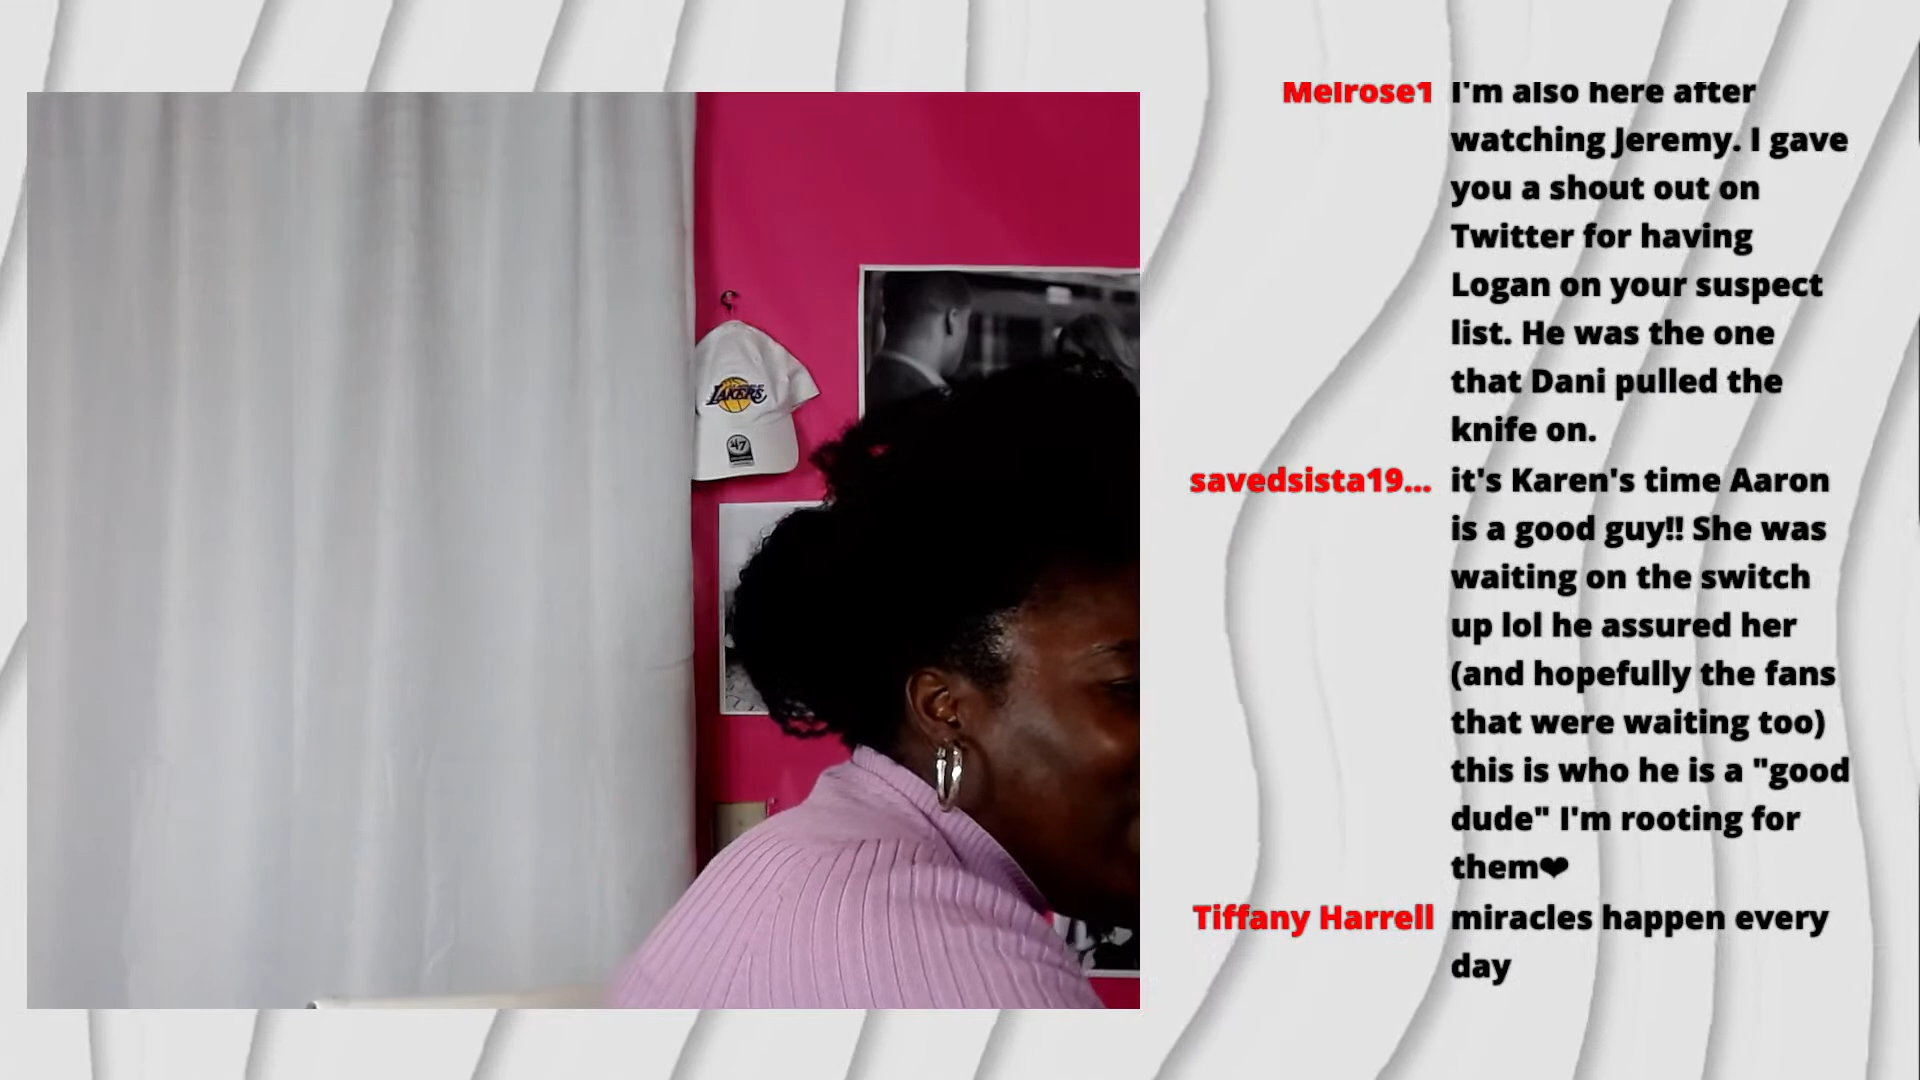 LAKERS
47
Melrose1 I'm also here after
watching Jeremy. I gave
you a shout out on
Twitter for having
Logan on your suspect
list. He was the one
that Dani pulled the
knife on.
savedsista19... it's Karen's time Aaron
is a good guy!! She was
waiting on the switch
up lol he assured her
(and hopefully the fans
that were waiting too)
this is who he is a "good
dude" I'm rooting for
them❤
Tiffany Harrell miracles happen every
day